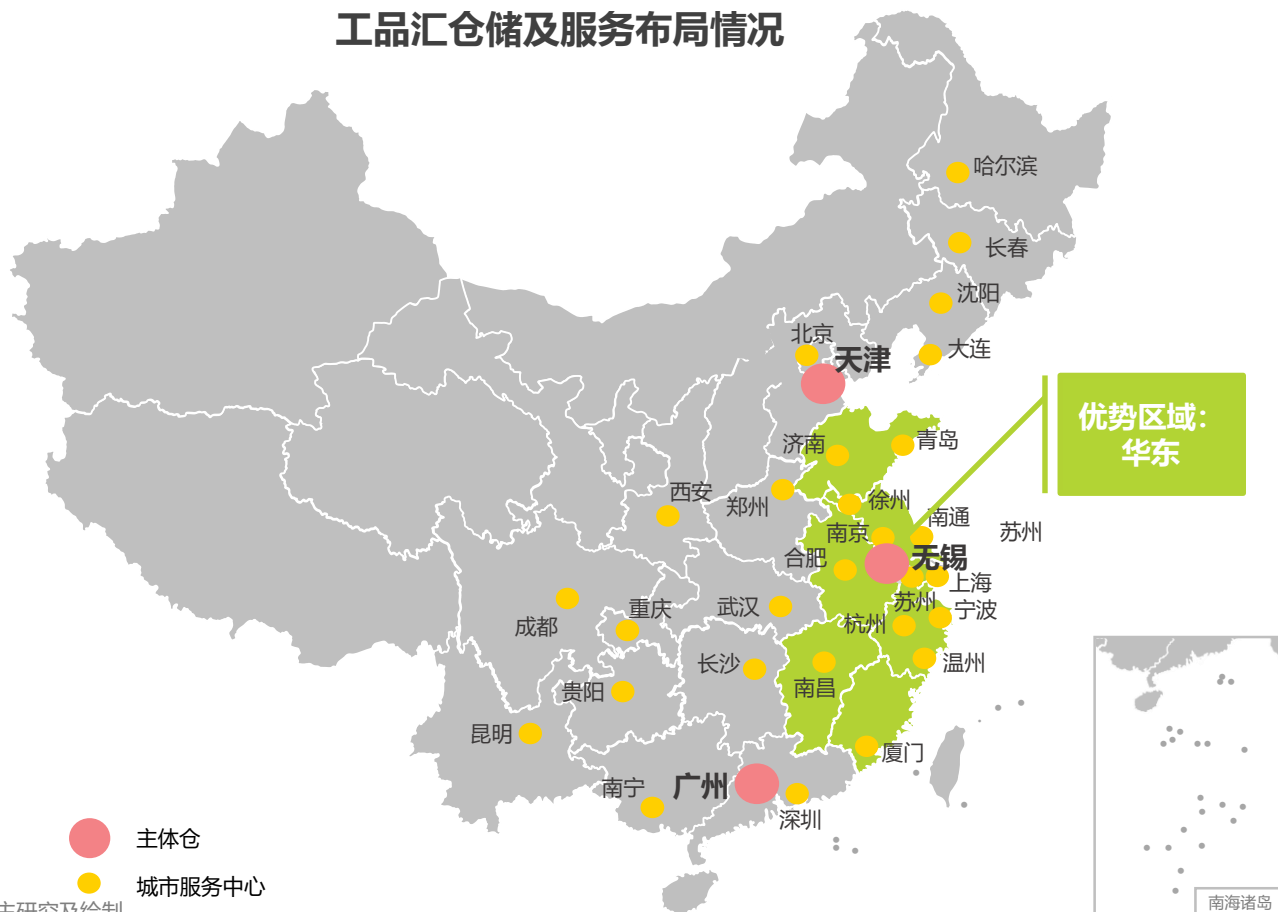 工品汇仓储及服务布局情况
哈尔滨
长春
沈阳
北京
大连
天津
优势区域：
华东
济南
青岛
西安
郑州
徐州
南通
南京
苏州
合肥
无锡
上海
苏州
宁波
成都
重庆
武汉
杭州
长沙
温州
贵阳
南昌
昆明
厦门
南宁
广州
深圳
主体仓
城市服务中心
研究及绘制
南海诸岛